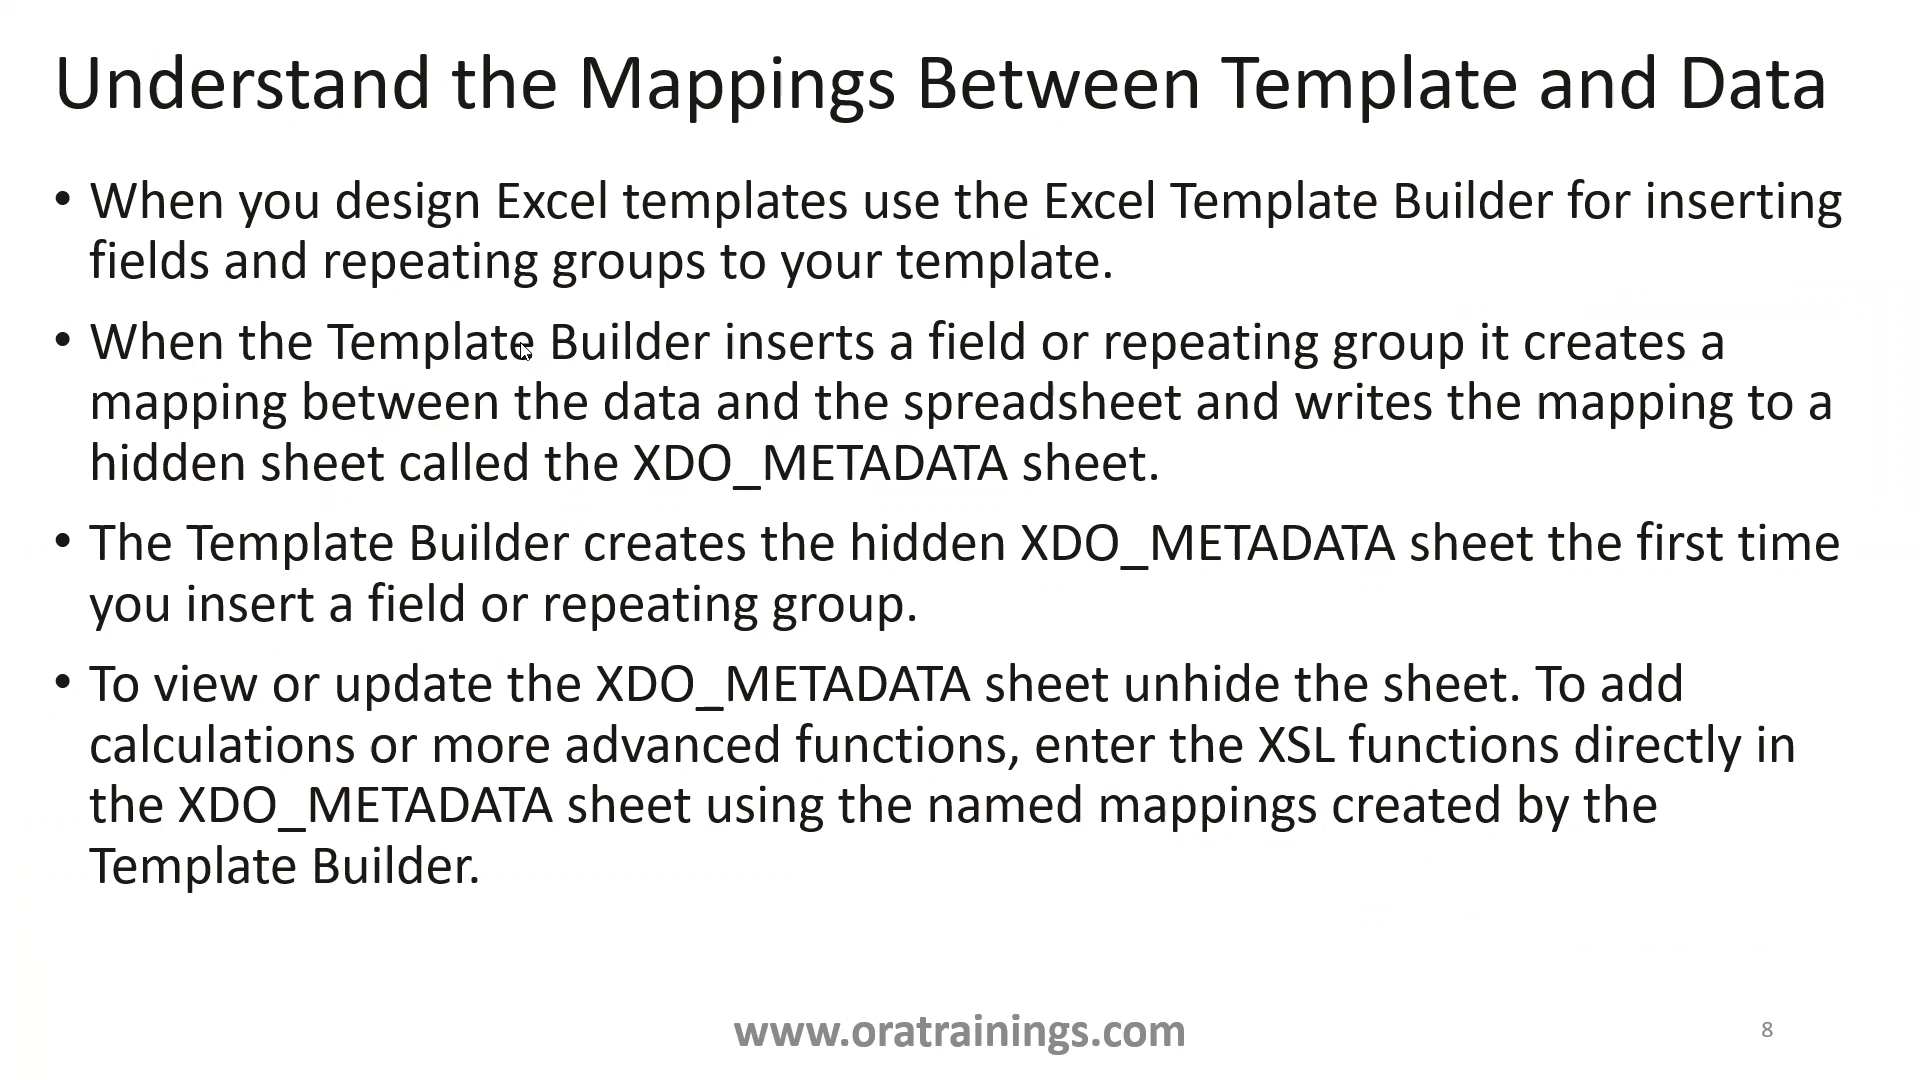 Understand the Mappings Between Template and Data
• When you design Excel templates use the Excel Template Builder for inserting
fields and repeating groups to your template.
• When the Template Builder inserts a field or repeating group it creates a
mapping between the data and the spreadsheet and writes the mapping to a
hidden sheet called the XDO_METADATA sheet.
• The Template Builder creates the hidden XDO_METADATA sheet the first time
you insert a field or repeating group.
• To view or update the XDO_METADATA sheet unhide the sheet. To add
calculations or more advanced functions, enter the XSL functions directly in
the XDO_METADATA sheet using the named mappings created by the
Template Builder.
www.oratrainings.com
8